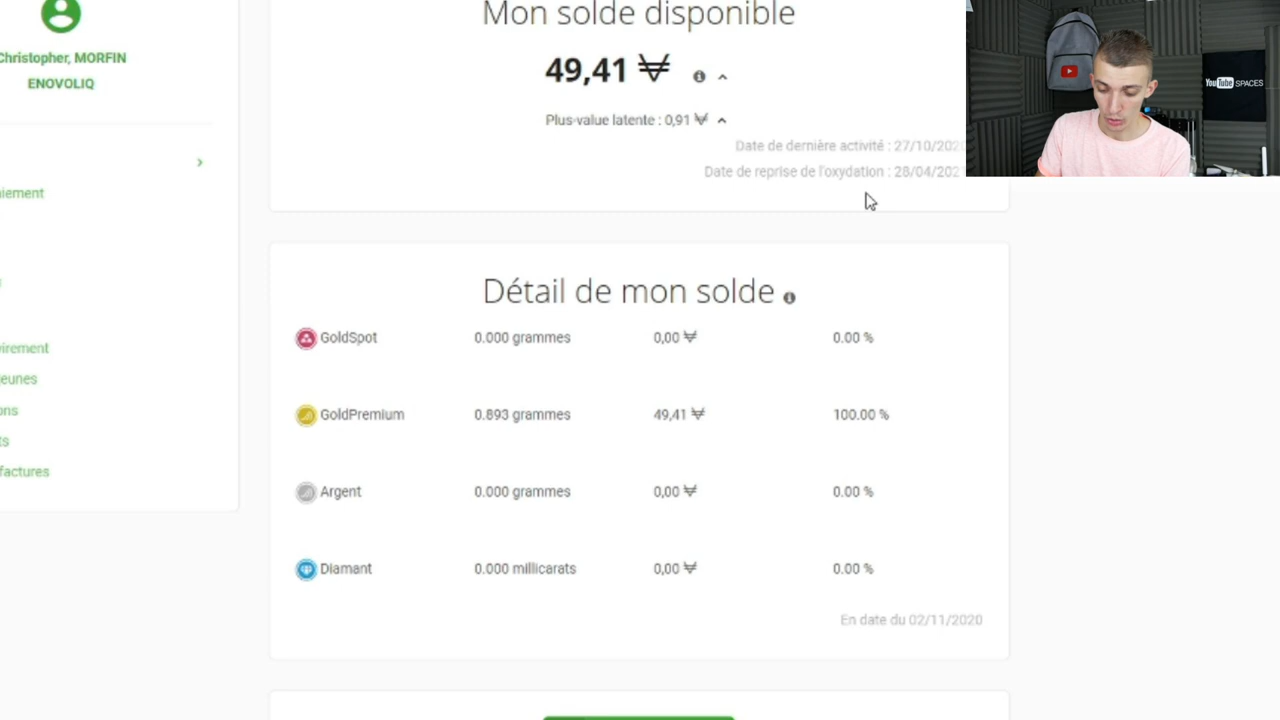 Christopher, MORFIN
ENOVOLIQ
Mon solde disponible
49,41
Plus-value latente : 0,91
Date de dernière activité : 27/10/202
Date de reprise de l'oxydation : 28/04/202
YouTube SPACES
Détail de mon solde
GoldSpot 0.000 grammes 0,00 0.00 %
GoldPremium 0.893 grammes 49,41 100.00 %
Argent 0.000 grammes 0,00 0.00 %
Diamant 0.000 millicarats 0,00 0.00 %
En date du 02/11/2020
factures